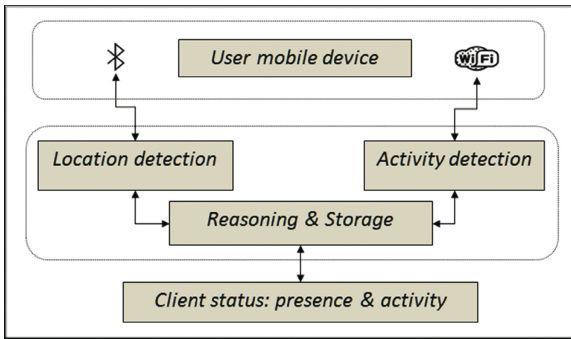 User mobile device
WiFi
Location detection
Activity detection
Reasoning & Storage
Client status: presence & activity